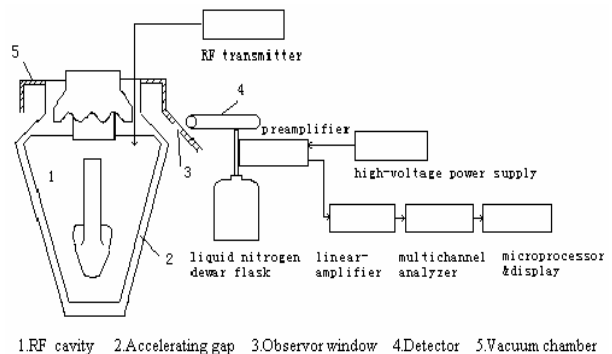 RF transmitter
5
4
preamplifier
3
high-voltage power supply
1
2
liquid nitrogen
dewar flask
linear-
amplifier
multichannel
analyzer
microprocessor
&display
1.RF cavity 2.Accelerating gap 3.Observor window 4.Detector 5.Vacuum chamber